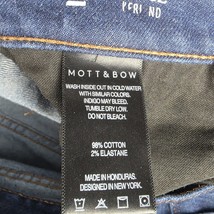 MOTT & BOW
WASH INSIDE OUT IN COLD WATER
WITH SIMILAR COLORS.
INDIGO MAY BLEED.
TUMBLE DRY LOW.
DO NOT BLEACH.
98% COTTON
2% ELASTANE
MADE IN HONDURAS.
DESIGNED IN NEW YORK.